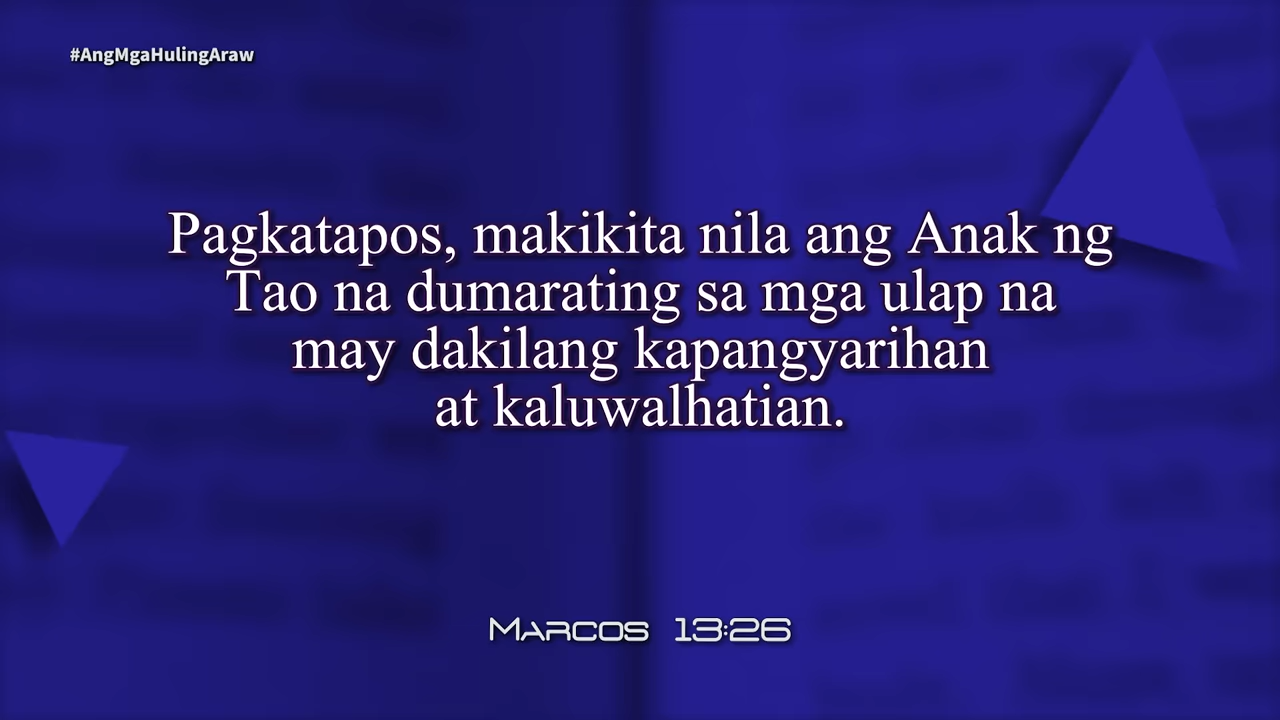 #AngMgaHulingAraw
Pagkatapos, makikita nila ang Anak ng
Tao na dumarating sa mga ulap na
may dakilang kapangyarihan
at kaluwalhatian.
Marcos 13:26